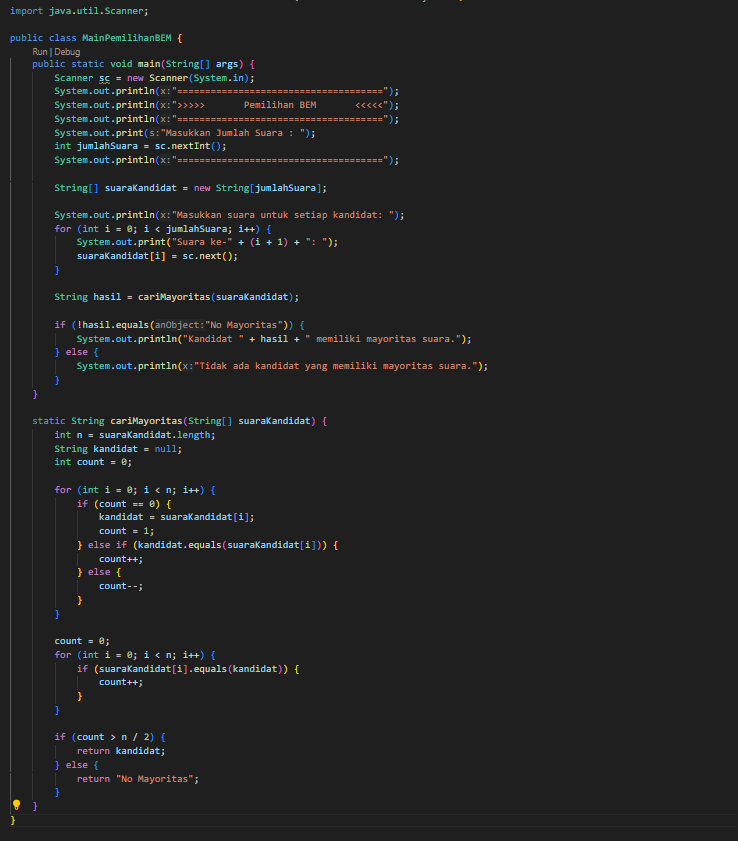 import java.util.Scanner;
public class MainPemilihanBEM {
Run | Debug
public static void main(String[] args) {
Scanner sc = new Scanner(System.in);
System.out.println(x:"=====================================");
System.out.println(x:">>>>>       Pemilihan BEM       <<<<<");
System.out.println(x:"=====================================");
System.out.print(s:"Masukkan Jumlah Suara : ");
int jumlahSuara = sc.nextInt();
System.out.println(x:"=====================================");
String[] suaraKandidat = new String[jumlahSuara];
System.out.println(x:"Masukkan suara untuk setiap kandidat: ");
for (int i = 0; i < jumlahSuara; i++) {
System.out.print("Suara ke-" + (i + 1) + ": ");
suaraKandidat[i] = sc.next();
}
String hasil = cariMayoritas(suaraKandidat);
if (!hasil.equals(anObject:"No Mayoritas")) {
System.out.println("Kandidat " + hasil + " memiliki mayoritas suara.");
} else {
System.out.println(x:"Tidak ada kandidat yang memiliki mayoritas suara.");
}
}
static String cariMayoritas(String[] suaraKandidat) {
int n = suaraKandidat.length;
String kandidat = null;
int count = 0;
for (int i = 0; i < n; i++) {
if (count == 0) {
kandidat = suaraKandidat[i];
count = 1;
} else if (kandidat.equals(suaraKandidat[i])) {
count++;
} else {
count--;
}
}
count = 0;
for (int i = 0; i < n; i++) {
if (suaraKandidat[i].equals(kandidat)) {
count++;
}
}
if (count > n / 2) {
return kandidat;
} else {
return "No Mayoritas";
}
}
}